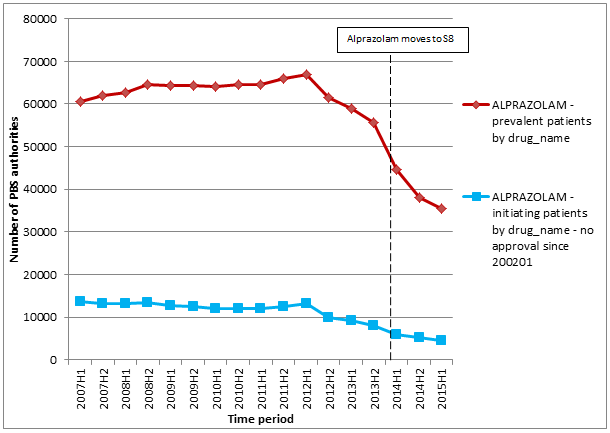 80000
70000
60000
50000
40000
30000
20000
10000
0
Number of PBS authorities
Alprazolam moves to S8
2007H1
2007H2
2008H1
2008H2
2009H1
2009H2
2010H1
2010H2
2011H1
2011H2
2012H1
2012H2
2013H1
2013H2
2014H1
2014H2
2015H1
Time period
ALPRAZOLAM -
prevalent patients
by drug_name
ALPRAZOLAM -
initiating patients
by drug_name - no
approval since
200201